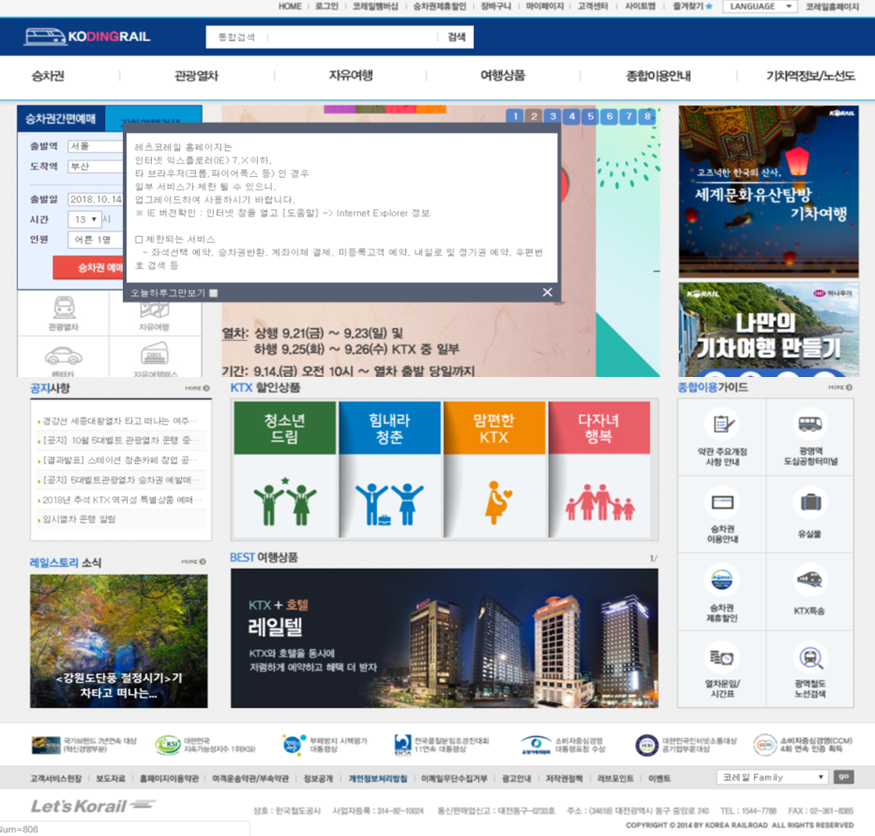 HOME 로그인 코레일멤버십 승차권제휴할인 장바구니 마이페이지 고객센터 사이트맵 즐겨찾기 LANGUAGE 코레일홈페이지
KODINGRAIL 통합검색 검색
승차권 관광열차 자유여행 여행상품 종합이용안내 기차역정보/노선도
승차권간편예매
출발역 서울
도착역 부산
출발일 2018.10.14
시간 13 시
인원 어른 1명
승차권 예매
1 2 3 4 5 6 7 8
레츠코레일 홈페이지는
인터넷 익스플로러(IE) 7.X이하,
타 브라우저(크롬,파이어폭스 등) 인 경우
일부 서비스가 제한 될 수 있으니,
업그레이드하여 사용하시기 바랍니다.
※ IE 버전확인 : 인터넷 창을 열고 [도움말] -> Internet Explorer 정보
□ 제한되는 서비스
- 좌석선택 예약, 승차권반환, 계좌이체 결제, 미등록고객 예약, 내일로 및 정기권 예약, 우편번
호 검색 등
오늘하루그만보기
관광열차 자유여행
렌터카 자유여행패스
열차: 상행 9.21(금) ~ 9.23(일) 및
하행 9.25(화) ~ 9.26(수) KTX 중 일부
기간: 9.14.(금) 오전 10시 ~ 열차 출발 당일까지
KORAIL
고즈넉한 한국의 산사,
세계문화유산탐방
기차여행
KORAIL 하나투어
나만의
기차여행 만들기
공지사항 MORE
경강선 세종대왕열차 타고 떠나는 여주...
[공지] 10월 5대벨트 관광열차 운행 중...
[결과발표] 스테이션 청춘카페 창업 공...
[공지] 5대벨트관광열차 승차권 예발매...
2018년 추석 KTX 역귀성 특별상품 예매...
임시열차 운행 알림
KTX 할인상품
청소년
드림
힘내라
청춘
맘편한
KTX
다자녀
행복
종합이용가이드 MORE
약관 주요개정
사항 안내
광명역
도심공항터미널
승차권
이용안내
유실물
승차권
제휴할인
KTX특송
열차운임/
시간표
광역철도
노선검색
레일스토리 소식 MORE
<강원도단풍 절정시기>기
차타고 떠나는...
BEST 여행상품 1/
KTX + 호텔
레일텔
KTX와 호텔을 동시에
저렴하게 예약하고 혜택 더 받자
국가브랜드 2년연속 대상
(혁신경영부분)
KSI
대한민국
지속가능성지수 1위(KSI)
부패방지 시책평가
대통령상
전국품질분임조경진대회
11연속 대통령상
소비자중심경영
대통령표창 수상
대한민국인터넷소통대상
공기업부문대상
소비자중심경영(CCM)
4회 연속 인증 획득
고객서비스헌장 보도자료 홈페이지이용약관 여객운송약관/부속약관 정보공개 개인정보처리방침 이메일무단수집거부 광고안내 저작권정책 러브포인트 이벤트 코레일 Family go
Let's Korail
상호 : 한국철도공사 사업자등록 : 314-82-10024 통신판매업신고 : 대전동구-0233호 주소 : (34618) 대전광역시 동구 중앙로 240 TEL : 1544-7788 FAX : 02-361-8385
COPYRIGHT © 2014 BY KOREA RAILROAD ALL RIGHTS RESERVED
Num=808